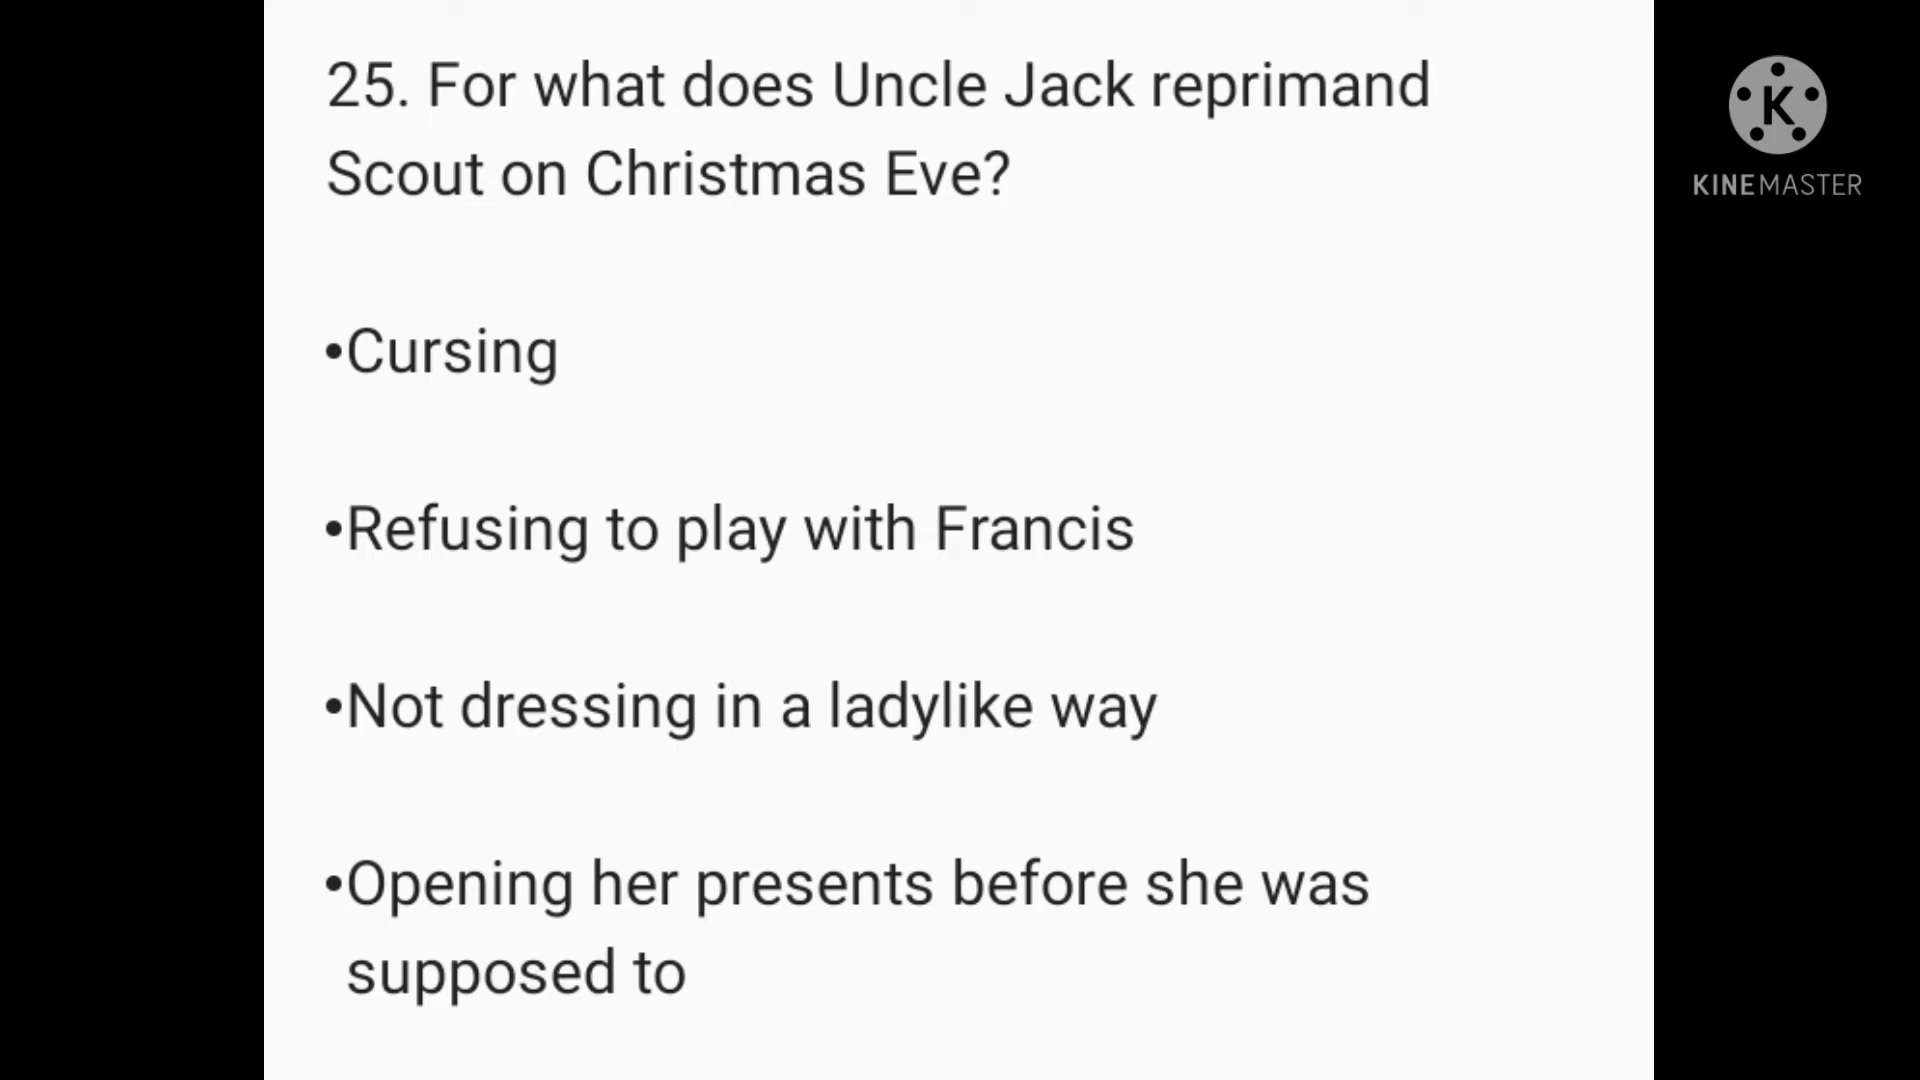 25. For what does Uncle Jack reprimand
Scout on Christmas Eve?
•Cursing
•Refusing to play with Francis
•Not dressing in a ladylike way
•Opening her presents before she was
supposed to
K
KINEMASTER